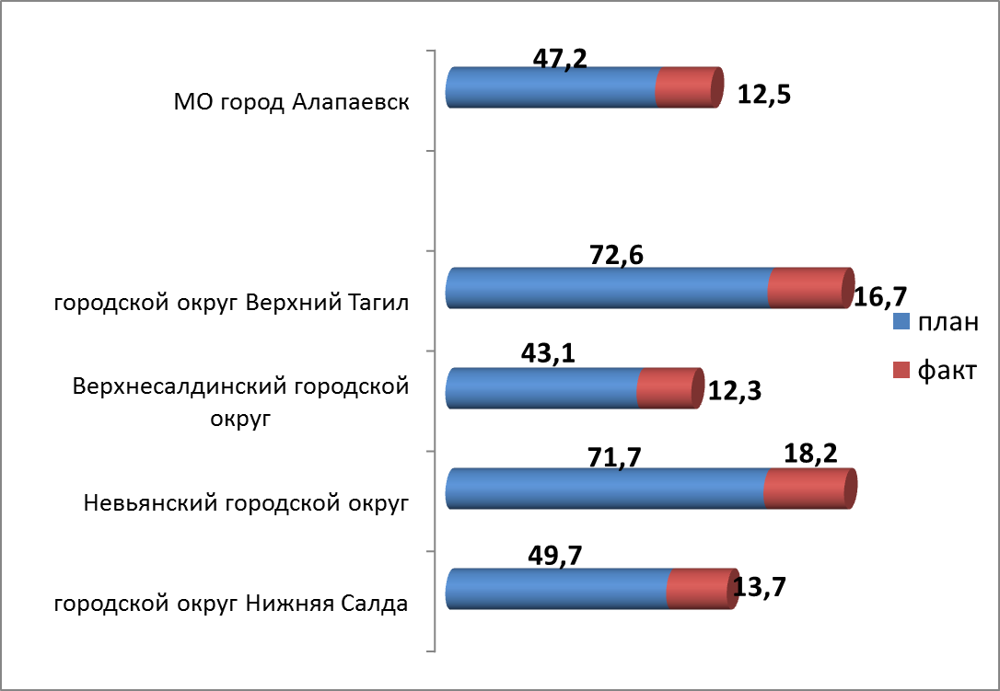 47,2
МО город Алапаевск
12,5
72,6
городской округ Верхний Тагил
16,7
план
43,1
факт
Верхнесалдинский городской
округ
12,3
71,7
18,2
Невьянский городской округ
49,7
городской округ Нижняя Салда
13,7